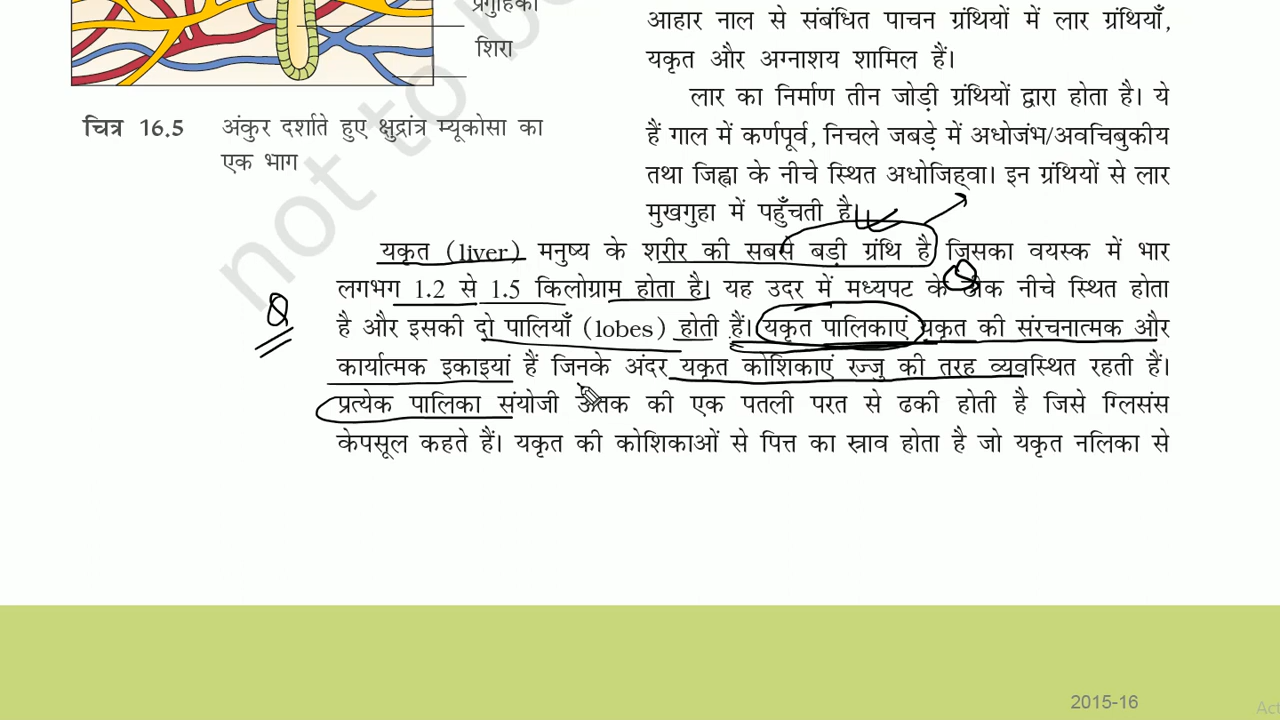 प्रगुहिका
शिरा
चित्र 16.5 अंकुर दर्शाते हुए क्षुद्रांत्र म्यूकोसा का
एक भाग
not to be
आहार नाल से संबंधित पाचन ग्रंथियों में लार ग्रंथियाँ,
यकृत और अग्नाशय शामिल हैं।
लार का निर्माण तीन जोड़ी ग्रंथियों द्वारा होता है। ये
हैं गाल में कर्णपूर्व, निचले जबड़े में अधोजंभ/अवचिबुकीय
तथा जिह्वा के नीचे स्थित अधोजिह्वा। इन ग्रंथियों से लार
मुखगुहा में पहुँचती है।
यकृत (liver) मनुष्य के शरीर की सबसे बड़ी ग्रंथि है जिसका वयस्क में भार
लगभग 1.2 से 1.5 किलोग्राम होता है। यह उदर में मध्यपट के ठीक नीचे स्थित होता
है और इसकी दो पालियाँ (lobes) होती हैं। यकृत पालिकाएं यकृत की संरचनात्मक और
कार्यात्मक इकाइयां हैं जिनके अंदर यकृत कोशिकाएं रज्जु की तरह व्यवस्थित रहती हैं।
प्रत्येक पालिका संयोजी ऊतक की एक पतली परत से ढकी होती है जिसे ग्लिसंस
केपसूल कहते हैं। यकृत की कोशिकाओं से पित्त का स्राव होता है जो यकृत नलिका से
2015-16